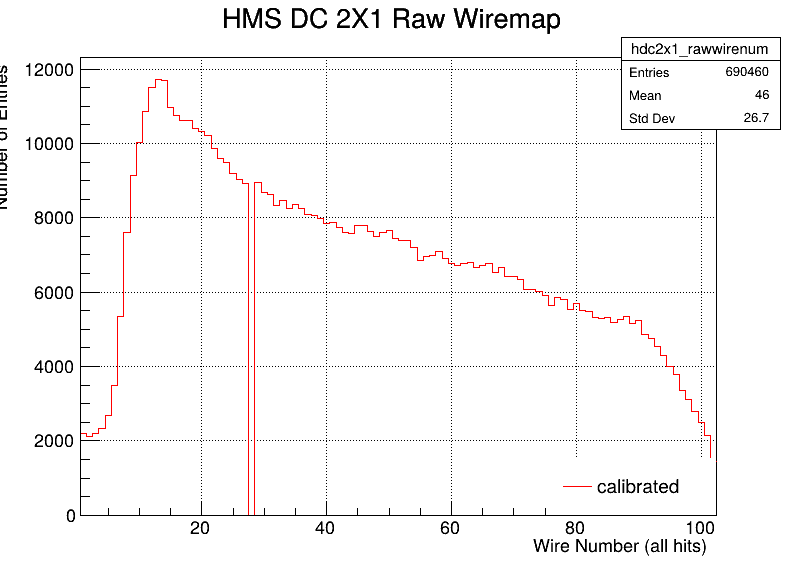 HMS DC 2X1 Raw Wiremap
hdc2x1_rawwirenum
Entries 690460
Mean 46
Std Dev 26.7
Number of Entries
12000
10000
8000
6000
4000
2000
0
calibrated
20 40 60 80 100
Wire Number (all hits)